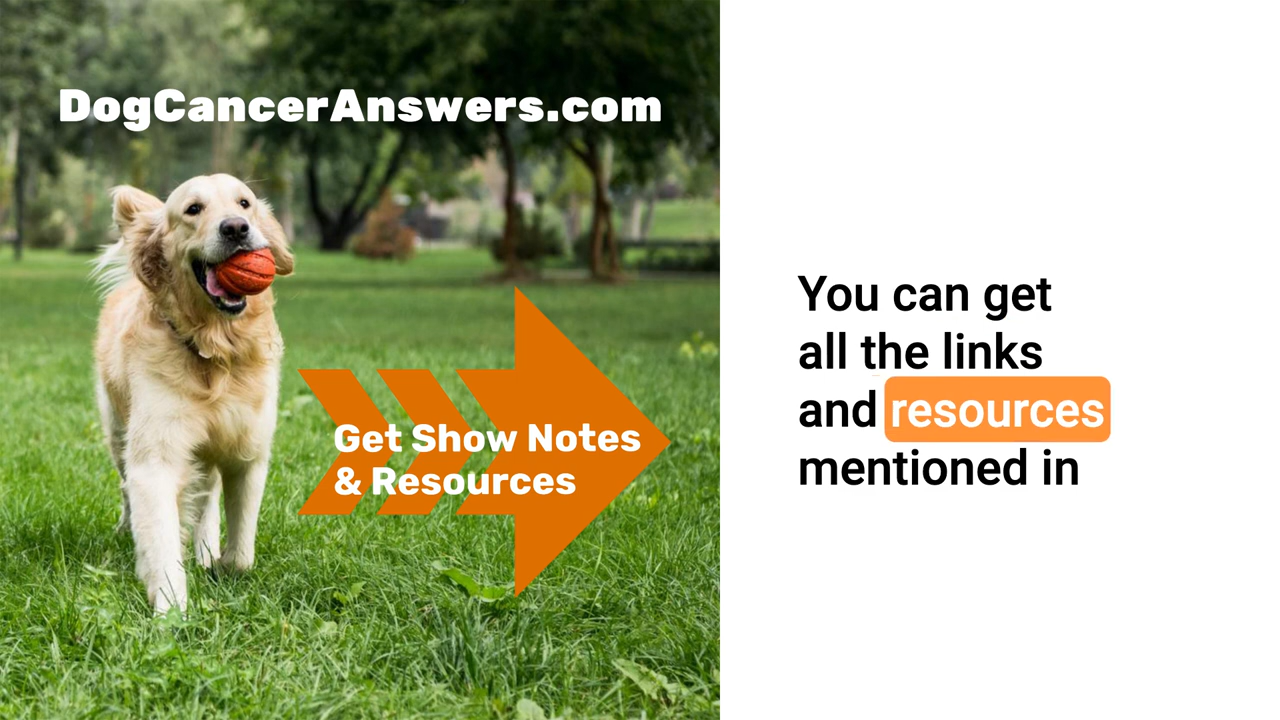 DogCancerAnswers.com
Get Show Notes
& Resources
You can get
all the links
and resources
mentioned in